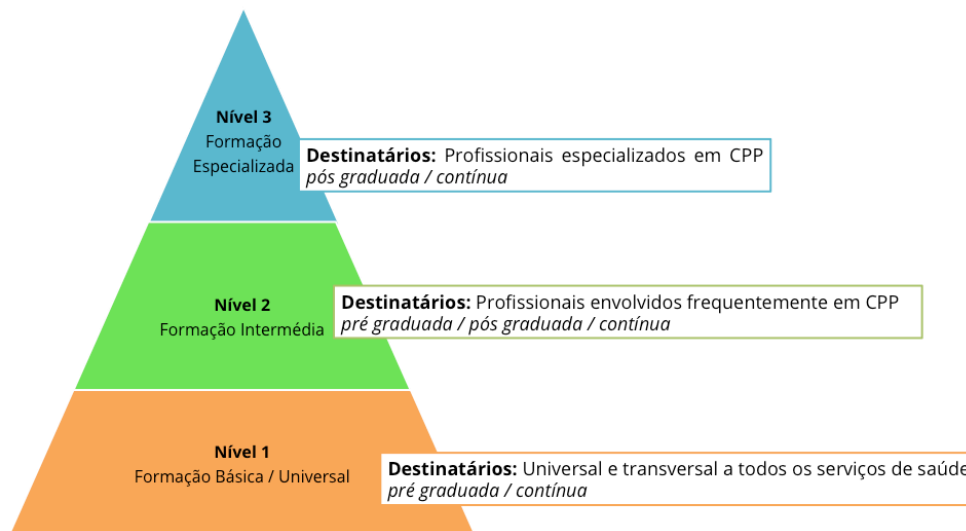 Nível 3
Formação
Especializada
Destinatários: Profissionais especializados em CPP
pós graduada / contínua
Nível 2
Formação Intermédia
Destinatários: Profissionais envolvidos frequentemente em CPP
pré graduada / pós graduada / contínua
Nível 1
Formação Básica / Universal
Destinatários: Universal e transversal a todos os serviços de saúde
pré graduada / contínua